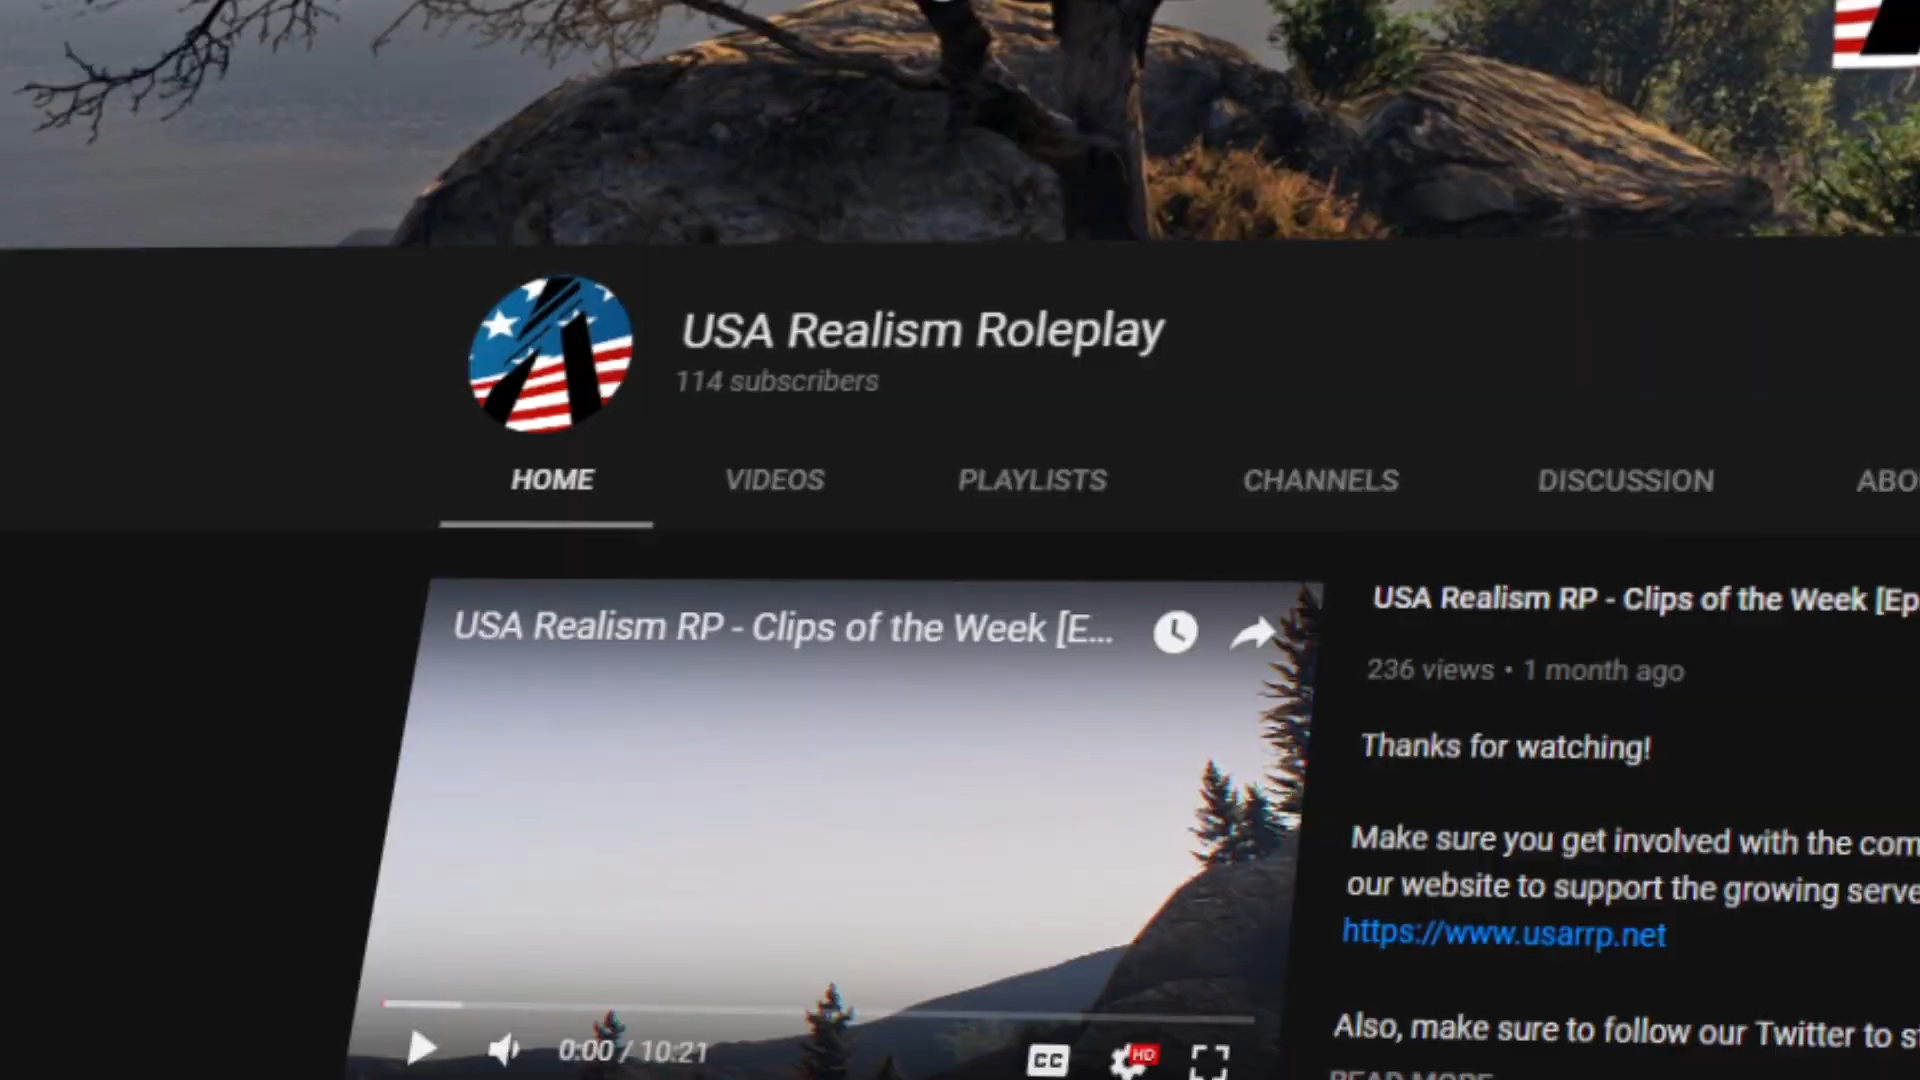 USA Realism Roleplay
114 subscribers
HOME VIDEOS PLAYLISTS CHANNELS DISCUSSION ABO
USA Realism RP - Clips of the Week [E...
USA Realism RP - Clips of the Week [Ep
236 views • 1 month ago
Thanks for watching!
Make sure you get involved with the com
our website to support the growing serve
https://www.usarrp.net
Also, make sure to follow our Twitter to st
READ MORE
0:00 / 10:21
CC HD